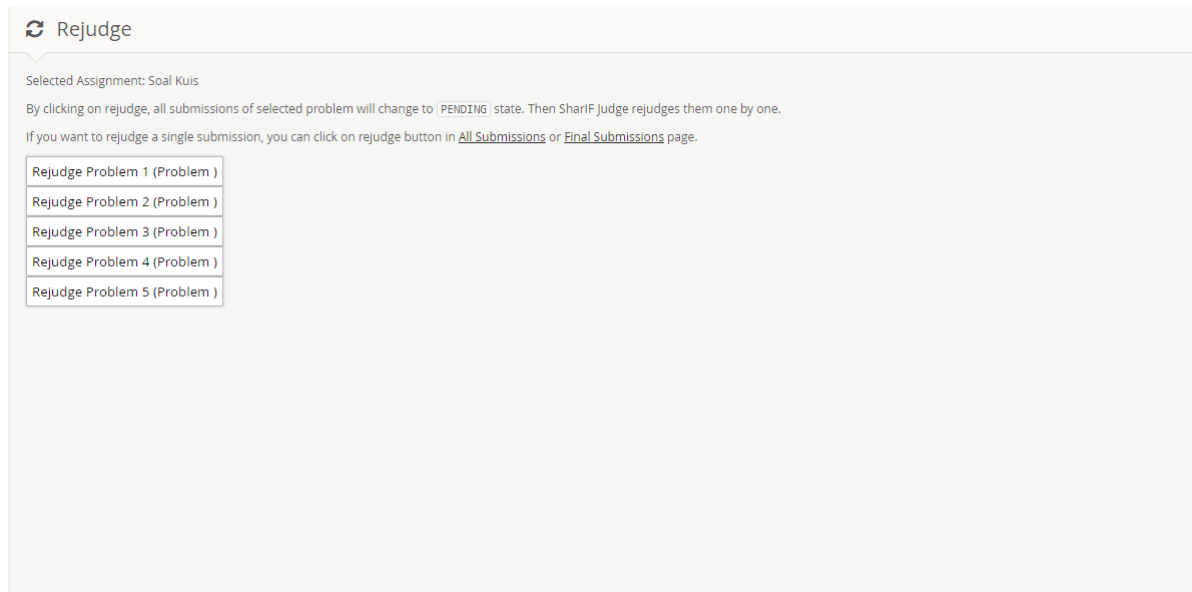 Rejudge
Selected Assignment: Soal Kuis
By clicking on rejudge, all submissions of selected problem will change to PENDING state. Then SharIF Judge rejudges them one by one.
If you want to rejudge a single submission, you can click on rejudge button in All Submissions or Final Submissions page.
Rejudge Problem 1 (Problem )
Rejudge Problem 2 (Problem )
Rejudge Problem 3 (Problem )
Rejudge Problem 4 (Problem )
Rejudge Problem 5 (Problem )